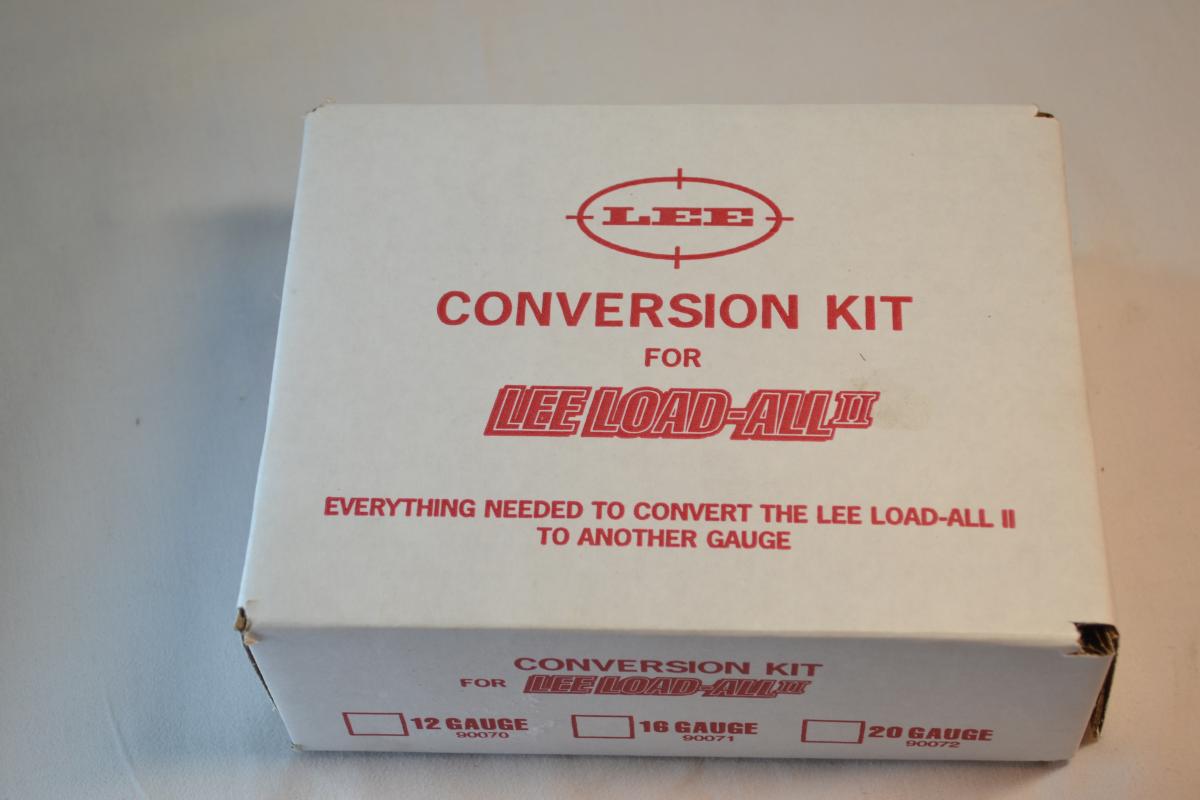 LEE
CONVERSION KIT
FOR
LEE LOAD-ALL II
EVERYTHING NEEDED TO CONVERT THE LEE LOAD-ALL II
TO ANOTHER GAUGE
CONVERSION KIT
FOR LEE LOAD-ALL II
12 GAUGE 16 GAUGE 20 GAUGE
90070 90071 90072